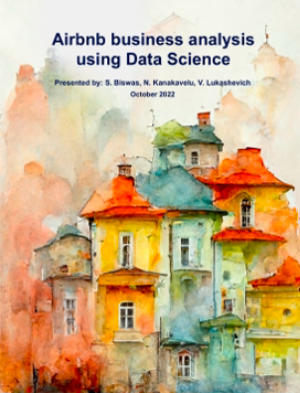 Airbnb business analysis
using Data Science
Presented by: S. Biswas, N. Kanakavelu, V. Lukashevich
October 2022